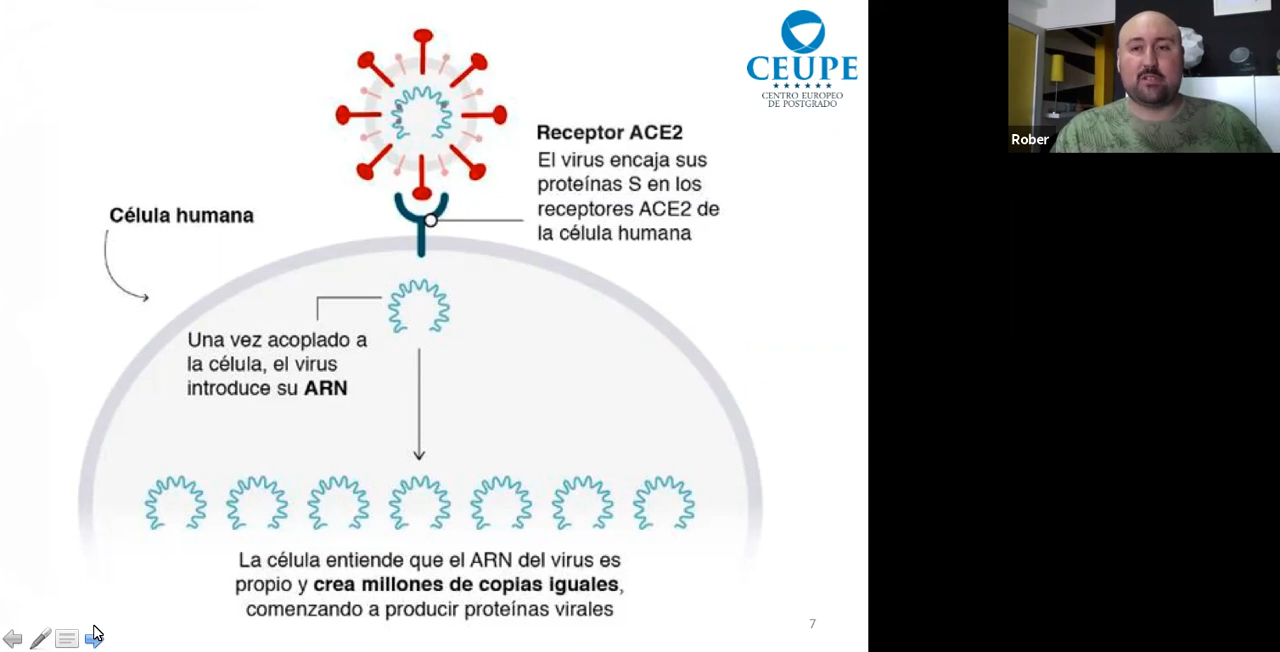 CEUPE
CENTRO EUROPEO
DE POSTGRADO
Rober
Receptor ACE2
El virus encaja sus
proteínas S en los
receptores ACE2 de
la célula humana
Célula humana
Una vez acoplado a
la célula, el virus
introduce su ARN
La célula entiende que el ARN del virus es
propio y crea millones de copias iguales,
comenzando a producir proteínas virales
7